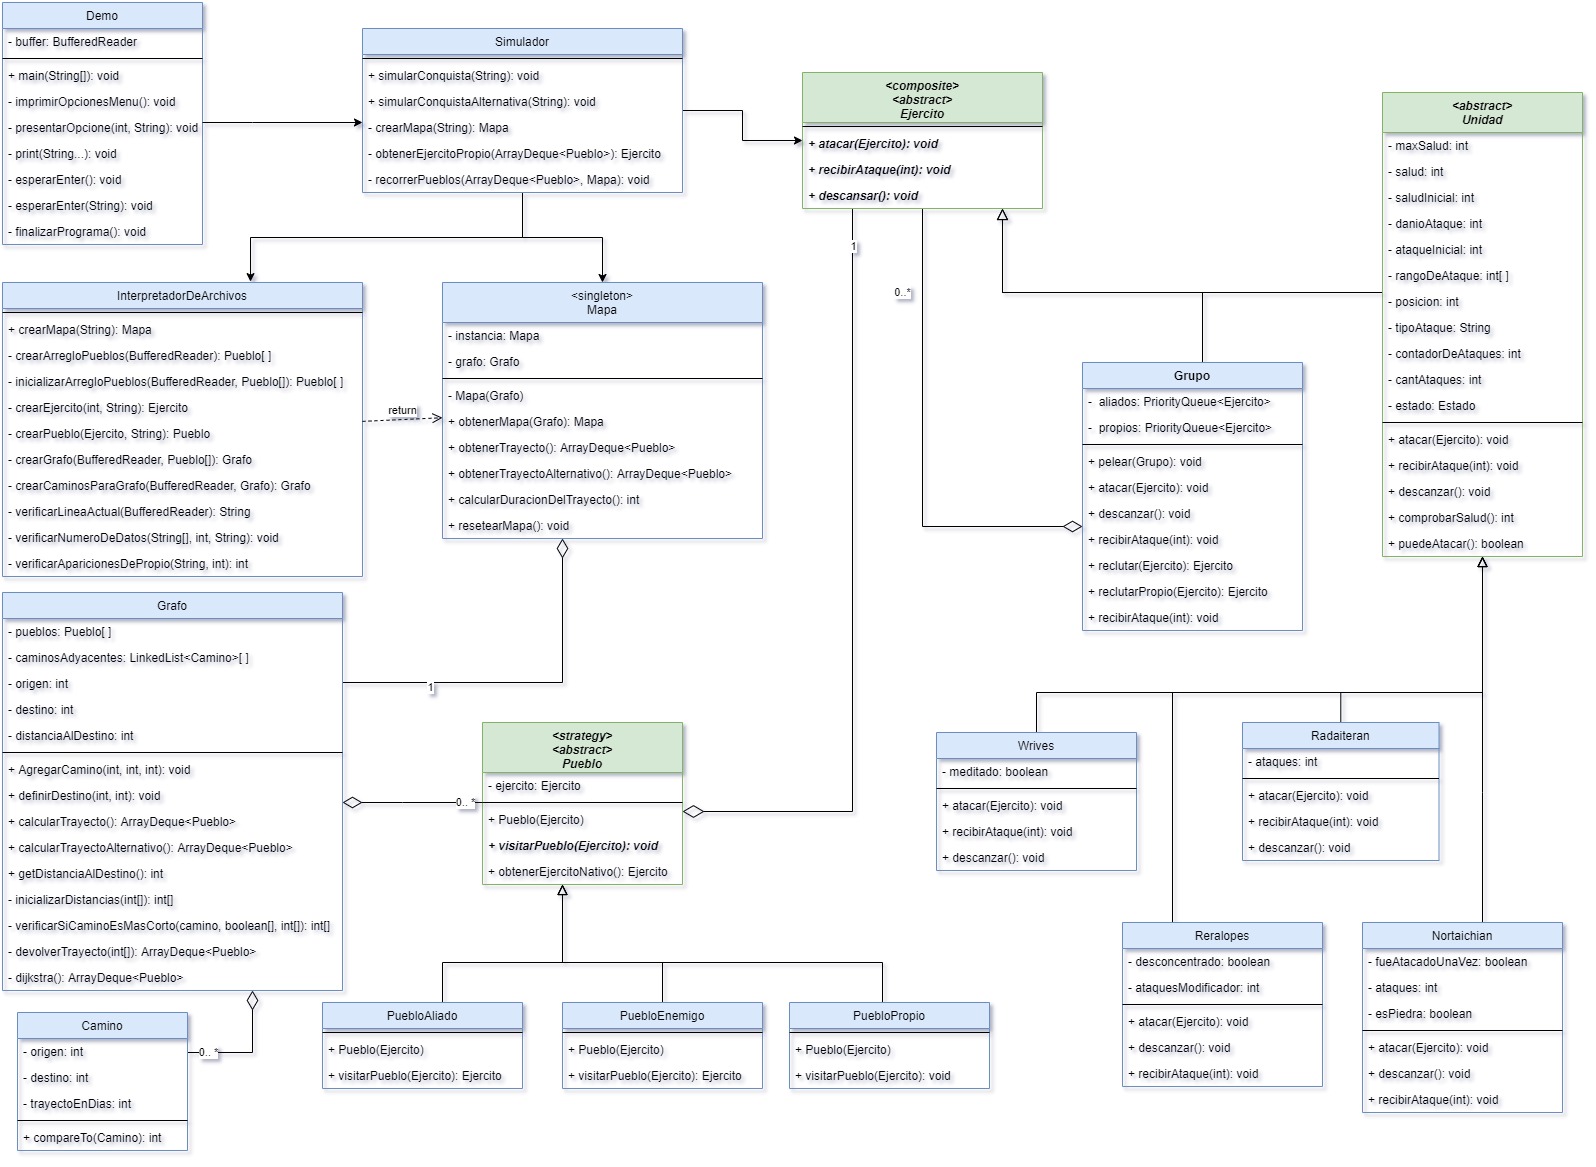 Demo
- buffer: BufferedReader
+ main(String[]): void
- imprimirOpcionesMenu(): void
- presentarOpcione(int, String): void
- print(String...): void
- esperarEnter(): void
- esperarEnter(String): void
- finalizarPrograma(): void
Simulador
+ simularConquista(String): void
+ simularConquistaAlternativa(String): void
- crearMapa(String): Mapa
- obtenerEjercitoPropio(ArrayDeque<Pueblo>): Ejercito
- recorrerPueblos(ArrayDeque<Pueblo>, Mapa): void
<composite>
<abstract>
Ejercito
+ atacar(Ejercito): void
+ recibirAtaque(int): void
+ descansar(): void
1
0..*
<abstract>
Unidad
- maxSalud: int
- salud: int
- saludInicial: int
- danioAtaque: int
- ataqueInicial: int
- rangoDeAtaque: int[ ]
- posicion: int
- tipoAtaque: String
- contadorDeAtaques: int
- cantAtaques: int
- estado: Estado
+ atacar(Ejercito): void
+ recibirAtaque(int): void
+ descanzar(): void
+ comprobarSalud(): int
+ puedeAtacar(): boolean
InterpretadorDeArchivos
+ crearMapa(String): Mapa
- crearArregloPueblos(BufferedReader): Pueblo[ ]
- inicializarArregloPueblos(BufferedReader, Pueblo[]): Pueblo[ ]
- crearEjercito(int, String): Ejercito
- crearPueblo(Ejercito, String): Pueblo
- crearGrafo(BufferedReader, Pueblo[]): Grafo
- crearCaminosParaGrafo(BufferedReader, Grafo): Grafo
- verificarLineaActual(BufferedReader): String
- verificarNumeroDeDatos(String[], int, String): void
- verificarAparicionesDePropio(String, int): int
return
<singleton>
Mapa
- instancia: Mapa
- grafo: Grafo
- Mapa(Grafo)
+ obtenerMapa(Grafo): Mapa
+ obtenerTrayecto(): ArrayDeque<Pueblo>
+ obtenerTrayectoAlternativo(): ArrayDeque<Pueblo>
+ calcularDuracionDelTrayecto(): int
+ resetearMapa(): void
Grupo
- aliados: PriorityQueue<Ejercito>
- propios: PriorityQueue<Ejercito>
+ pelear(Grupo): void
+ atacar(Ejercito): void
+ descanzar(): void
+ recibirAtaque(int): void
+ reclutar(Ejercito): Ejercito
+ reclutarPropio(Ejercito): Ejercito
+ recibirAtaque(int): void
Grafo
- pueblos: Pueblo[ ]
- caminosAdyacentes: LinkedList<Camino>[ ]
- origen: int
- destino: int
- distanciaAlDestino: int
+ AgregarCamino(int, int, int): void
+ definirDestino(int, int): void
+ calcularTrayecto(): ArrayDeque<Pueblo>
+ calcularTrayectoAlternativo(): ArrayDeque<Pueblo>
+ getDistanciaAlDestino(): int
- inicializarDistancias(int[]): int[]
- verificarSiCaminoEsMasCorto(camino, boolean[], int[]): int[]
- devolverTrayecto(int[]): ArrayDeque<Pueblo>
- dijkstra(): ArrayDeque<Pueblo>
1
0.. *
<strategy>
<abstract>
Pueblo
- ejercito: Ejercito
+ Pueblo(Ejercito)
+ visitarPueblo(Ejercito): void
+ obtenerEjercitoNativo(): Ejercito
Wrives
- meditado: boolean
+ atacar(Ejercito): void
+ recibirAtaque(int): void
+ descanzar(): void
Radaiteran
- ataques: int
+ atacar(Ejercito): void
+ recibirAtaque(int): void
+ descanzar(): void
Reralopes
- desconcentrado: boolean
- ataquesModificador: int
+ atacar(Ejercito): void
+ descanzar(): void
+ recibirAtaque(int): void
Nortaichian
- fueAtacadoUnaVez: boolean
- ataques: int
- esPiedra: boolean
+ atacar(Ejercito): void
+ descanzar(): void
+ recibirAtaque(int): void
Camino
- origen: int
- destino: int
- trayectoEnDias: int
+ compareTo(Camino): int
0.. *
PuebloAliado
+ Pueblo(Ejercito)
+ visitarPueblo(Ejercito): Ejercito
PuebloEnemigo
+ Pueblo(Ejercito)
+ visitarPueblo(Ejercito): Ejercito
PuebloPropio
+ Pueblo(Ejercito)
+ visitarPueblo(Ejercito): void